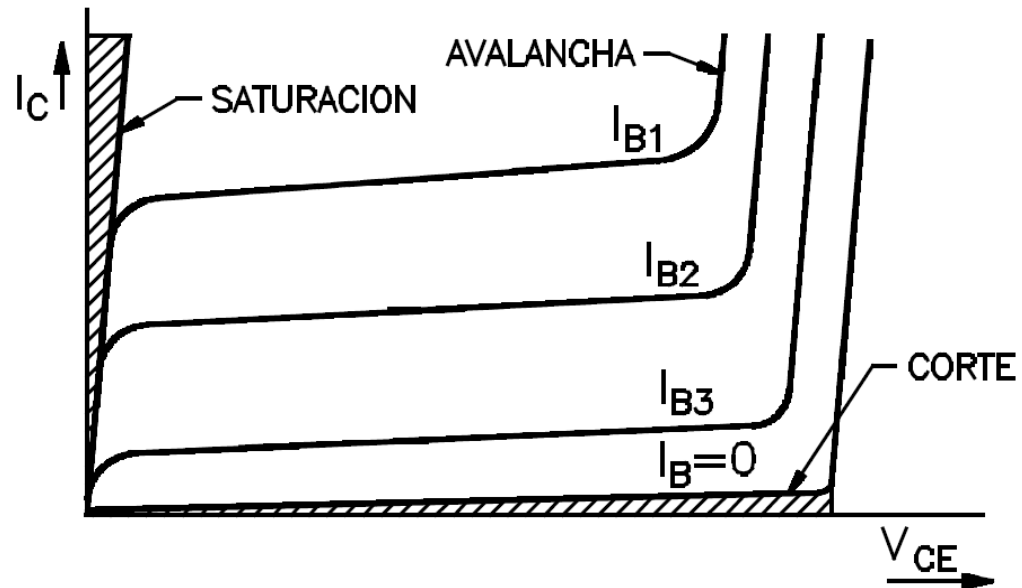 AVALANCHA
I_C
SATURACION
I_B1
I_B2
CORTE
I_B3
I_B=0
V_CE